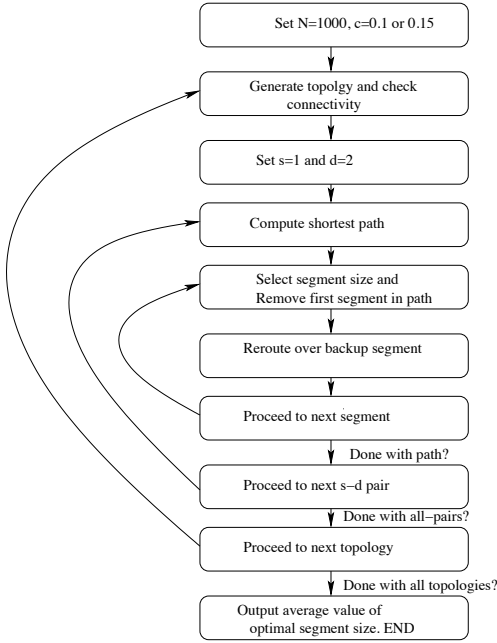 Set N=1000, c=0.1 or 0.15
Generate topolgy and check
connectivity
Set s=1 and d=2
Compute shortest path
Select segment size and
Remove first segment in path
Reroute over backup segment
Proceed to next segment
Done with path?
Proceed to next s−d pair
Done with all−pairs?
Proceed to next topology
Done with all topologies?
Output average value of
optimal segment size. END